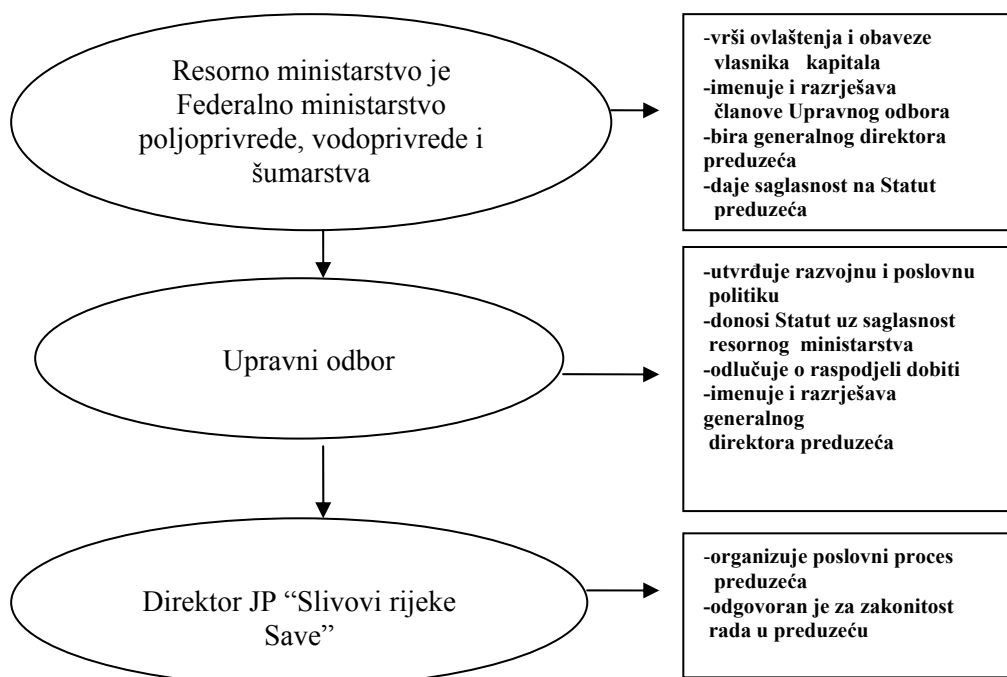 Resorno ministarstvo je
Federalno ministarstvo
poljoprivrede, vodoprivrede i
šumarstva
-vrši ovlaštenja i obaveze
vlasnika kapitala
-imenuje i razrješava
članove Upravnog odbora
-bira generalnog direktora
preduzeća
-daje saglasnost na Statut
preduzeća
Upravni odbor
-utvrđuje razvojnu i poslovnu
politiku
-donosi Statut uz saglasnost
resornog ministarstva
-odlučuje o raspodjeli dobiti
-imenuje i razrješava
generalnog
direktora preduzeća
Direktor JP “Slivovi rijeke
Save”
-organizuje poslovni proces
preduzeća
-odgovoran je za zakonitost
rada u preduzeću